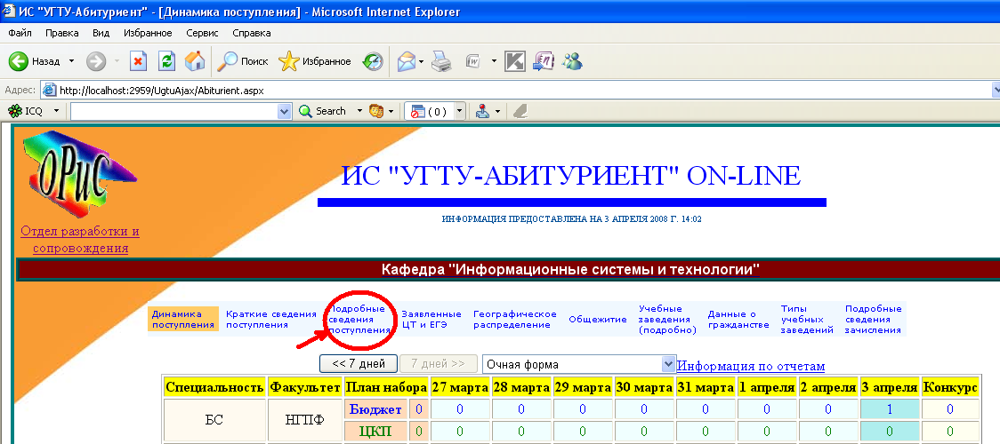 ИС "УГТУ-Абитуриент" - [Динамика поступления] - Microsoft Internet Explorer
Файл Правка Вид Избранное Сервис Справка
Назад Поиск Избранное
Адрес: http://localhost:2959/UgtuAjax/Abiturient.aspx
ICQ Search (0)
ОРиС
ИС "УГТУ-АБИТУРИЕНТ" ON-LINE
ИНФОРМАЦИЯ ПРЕДОСТАВЛЕНА НА 3 АПРЕЛЯ 2008 Г. 14:02
Отдел разработки и
сопровождения
Кафедра "Информационные системы и технологии"
Динамика
поступления
Краткие сведения
поступления
Подробные
сведения
поступления
Заявленные
ЦТ и ЕГЭ
Географическое
распределение
Общежитие
Учебные
заведения
(подробно)
Данные о
гражданстве
Типы
учебных
заведений
Подробные
сведения
зачисления
<< 7 дней 7 дней >> Очная форма Информация по отчетам
Специальность Факультет План набора 27 марта 28 марта 29 марта 30 марта 31 марта 1 апреля 2 апреля 3 апреля Конкурс
БС НГПФ
Бюджет 0 0 0 0 0 0 0 0 1 0
ЦКП 0 0 0 0 0 0 0 0 0 0